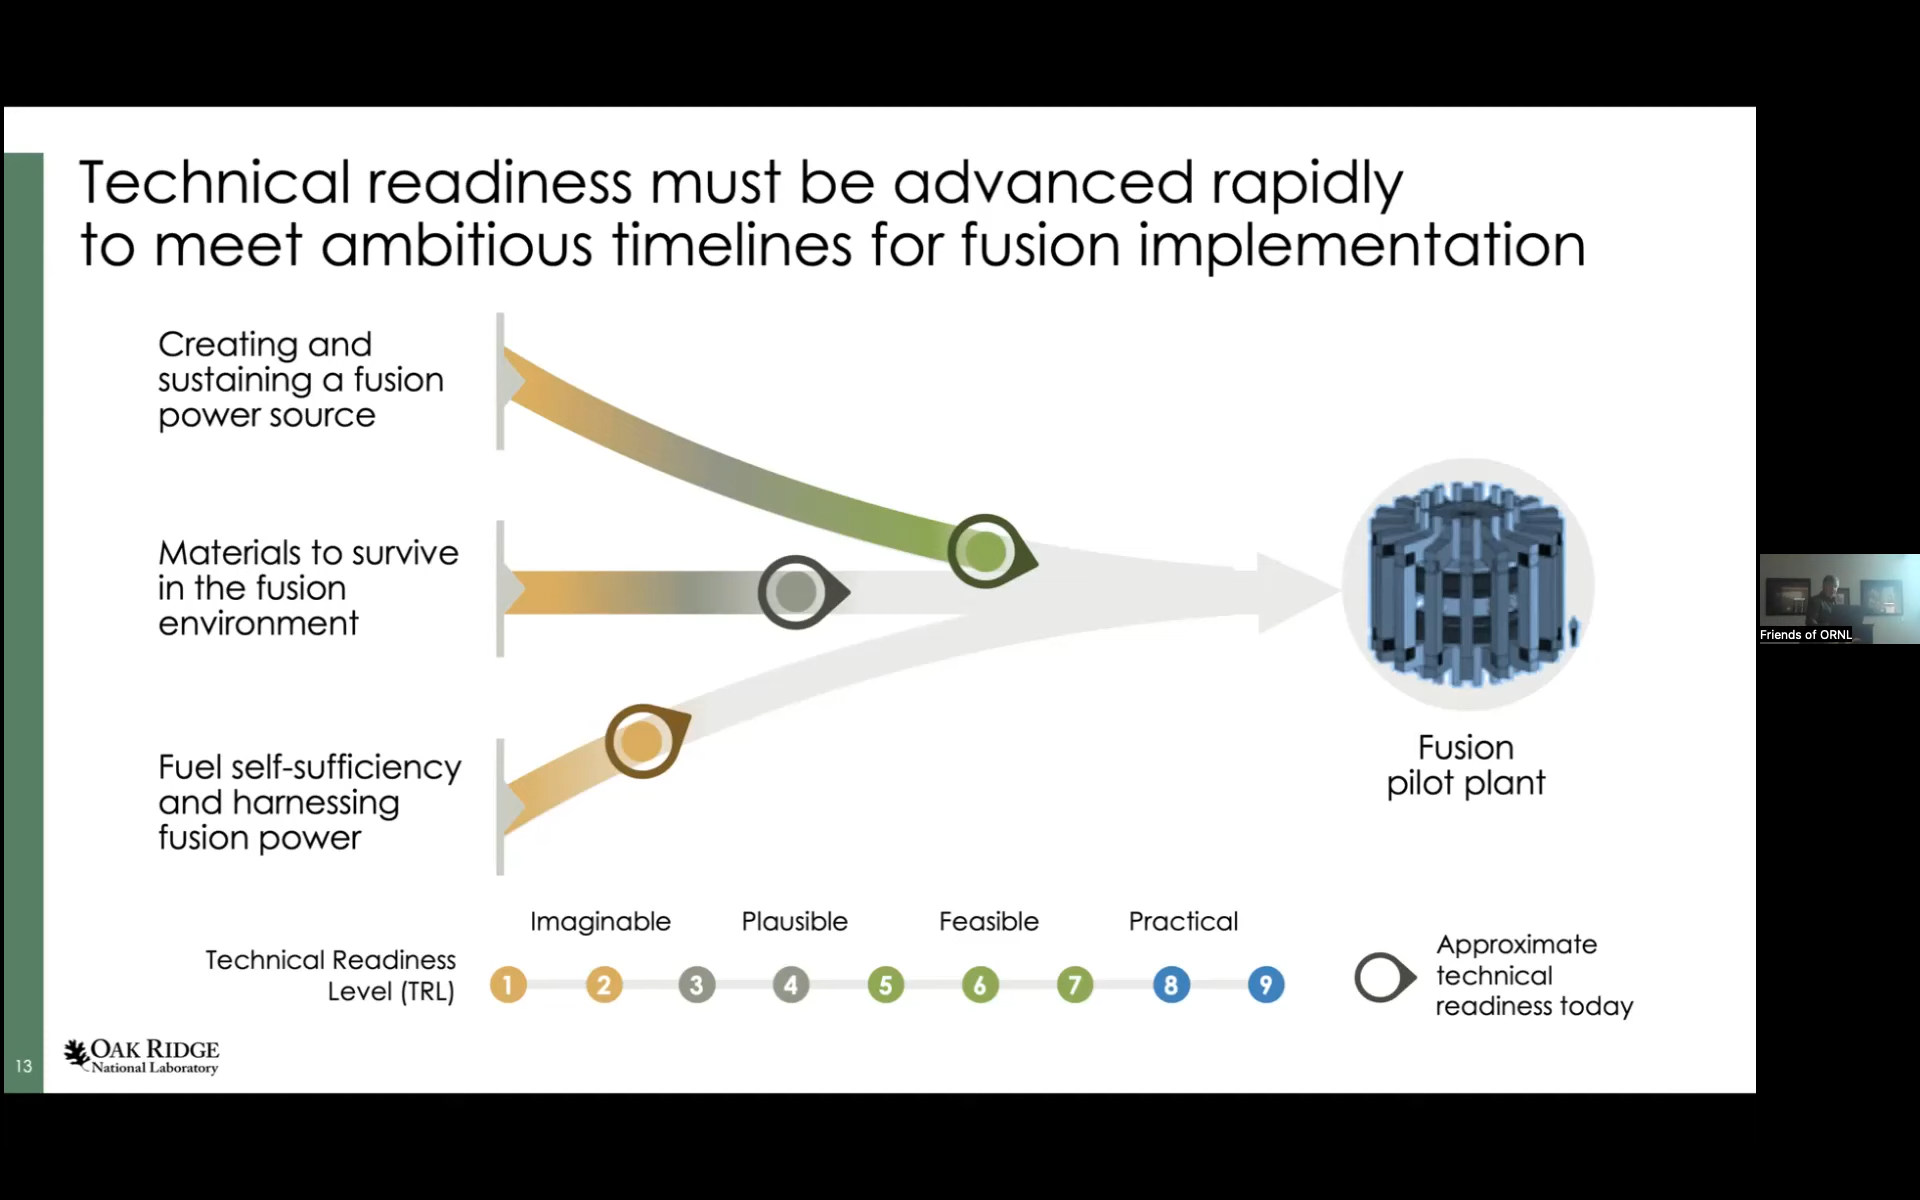 Technical readiness must be advanced rapidly
to meet ambitious timelines for fusion implementation
Creating and
sustaining a fusion
power source
Materials to survive
in the fusion
environment
Fuel self-sufficiency
and harnessing
fusion power
Fusion
pilot plant
Imaginable Plausible Feasible Practical
Technical Readiness
Level (TRL)
1 2 3 4 5 6 7 8 9
Approximate
technical
readiness today
13
OAK RIDGE
National Laboratory
Friends of ORNL